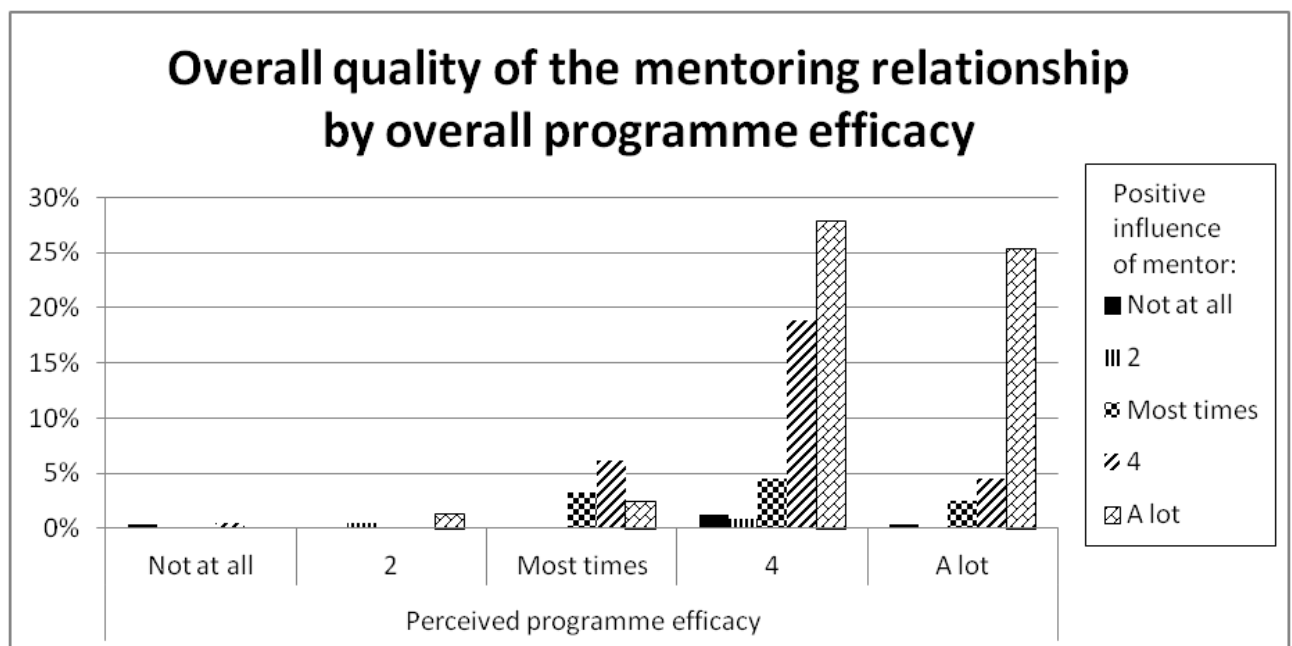 Overall quality of the mentoring relationship
by overall programme efficacy
30%
25%
20%
15%
10%
5%
0%
Not at all
2
Most times
4
A lot
Perceived programme efficacy
Positive
influence
of mentor:
Not at all
2
Most times
4
A lot